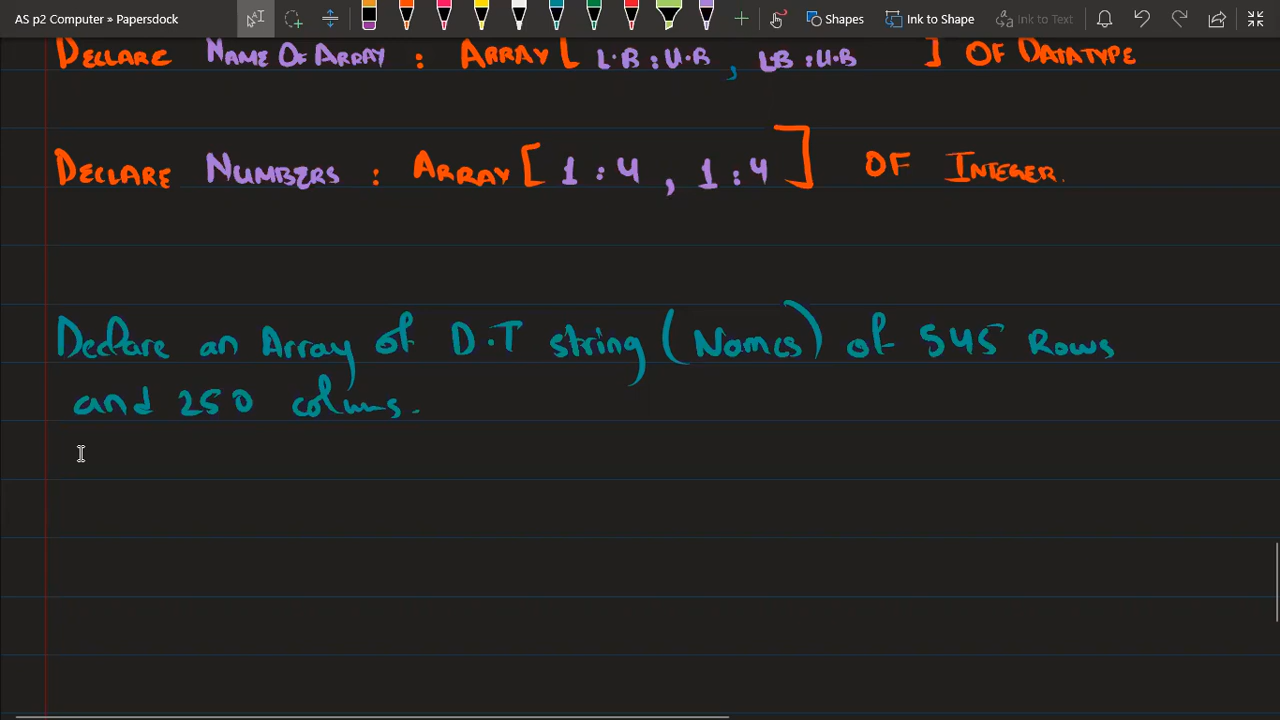 AS p2 Computer » Papersdock
Shapes
Ink to Shape
Ink to Text
DECLARE NAME OF ARRAY : ARRAY [ L.B : U.B , L.B : U.B ] OF DATATYPE
DECLARE NUMBERS : ARRAY [ 1 : 4 , 1 : 4 ] OF INTEGER.
Declare an Array of D.T string (Names) of 545 Rows
and 250 colums.